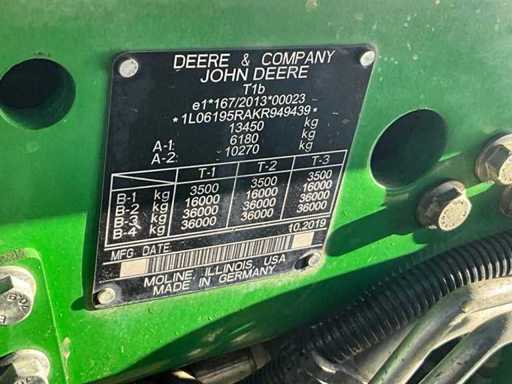 DEERE & COMPANY
JOHN DEERE
T1b
e1*167/2013*00023
*1L06195RAKR949439*
13450 kg
A-1: 6180 kg
A-2: 10270 kg
T-1 T-2 T-3
B-1 kg 3500 3500 3500
B-2 kg 16000 16000 16000
B-3 kg 36000 36000 36000
B-4 kg 36000 36000 36000
MFG. DATE: 10.2019
MOLINE, ILLINOIS, USA
MADE IN GERMANY